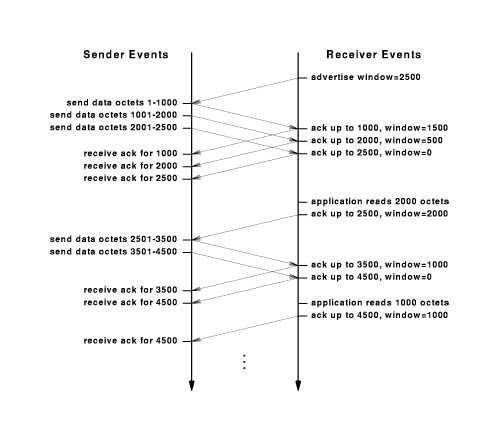 Sender Events
Receiver Events
advertise window=2500
send data octets 1-1000
send data octets 1001-2000
send data octets 2001-2500
ack up to 1000, window=1500
ack up to 2000, window=500
ack up to 2500, window=0
receive ack for 1000
receive ack for 2000
receive ack for 2500
application reads 2000 octets
ack up to 2500, window=2000
send data octets 2501-3500
send data octets 3501-4500
ack up to 3500, window=1000
ack up to 4500, window=0
receive ack for 3500
receive ack for 4500
application reads 1000 octets
ack up to 4500, window=1000
receive ack for 4500